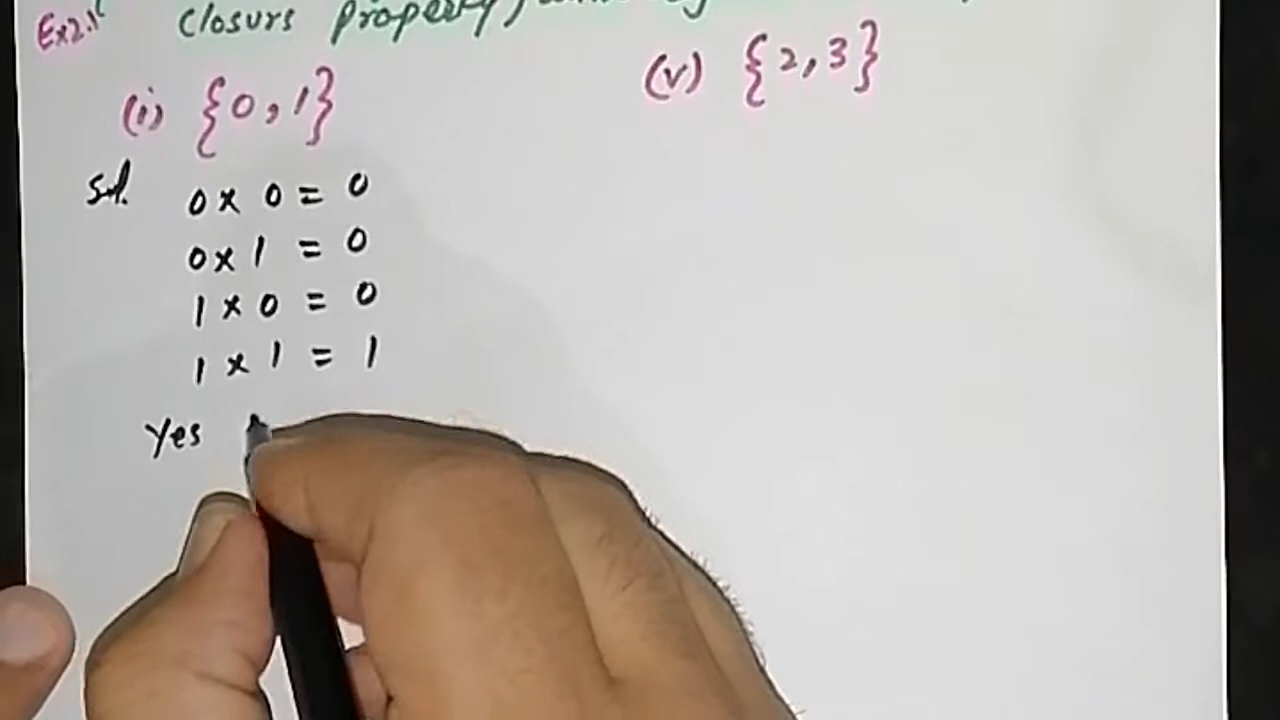 Ex2.1
Closurs property,
(i) {0,1}
(v) {2,3}
Sol.
0 x 0 = 0
0 x 1 = 0
1 x 0 = 0
1 x 1 = 1
Yes